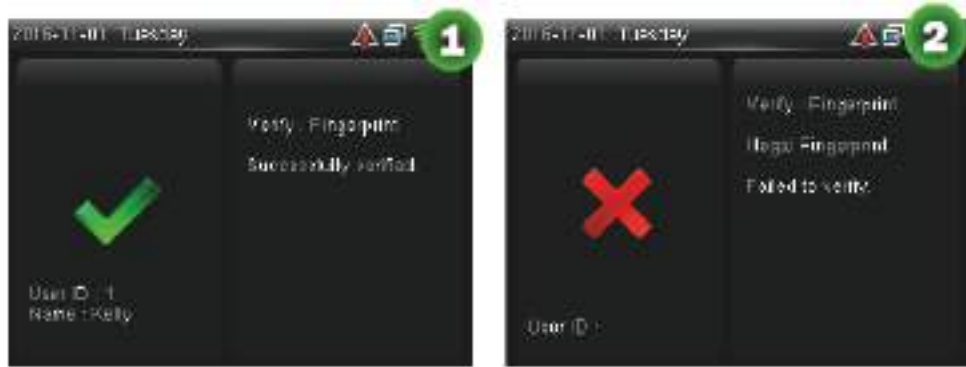 2016-11-01 Tuesday
1
Verify : Fingerprint
Successfully verified.
User ID : 1
Name : Kelly
2016-11-01 Tuesday
2
Verify : Fingerprint
Illegal Fingerprint
Failed to verify.
User ID :